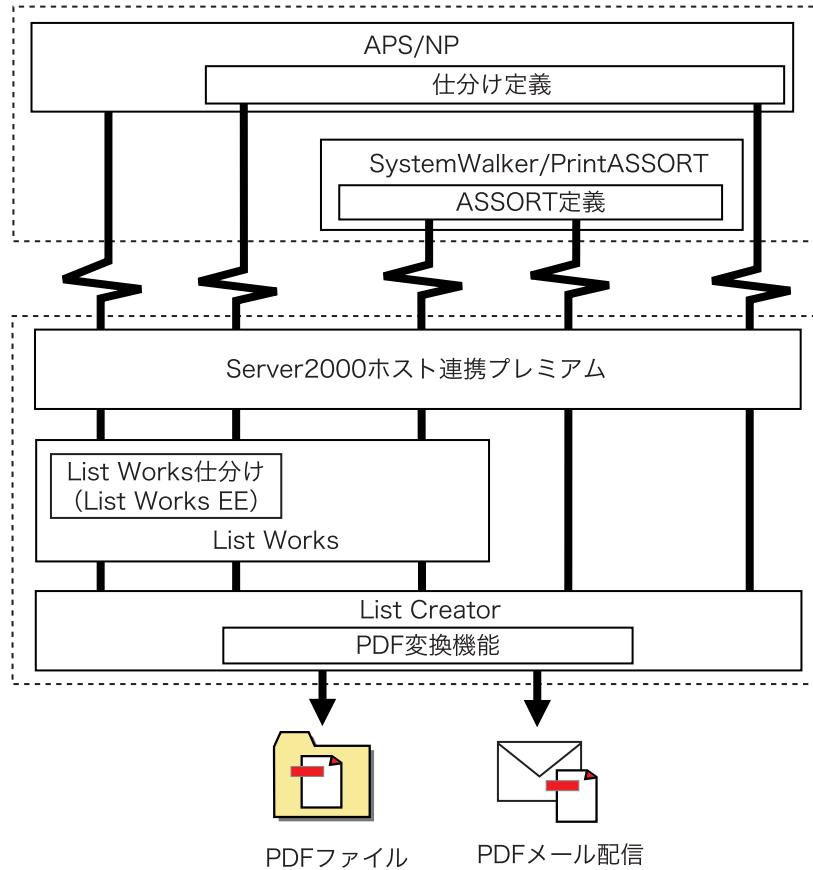 APS/NP
仕分け定義
SystemWalker/PrintASSORT
ASSORT定義
Server2000ホスト連携プレミアム
List Works仕分け
（List Works EE）
List Works
List Creator
PDF変換機能
PDFファイル
PDFメール配信